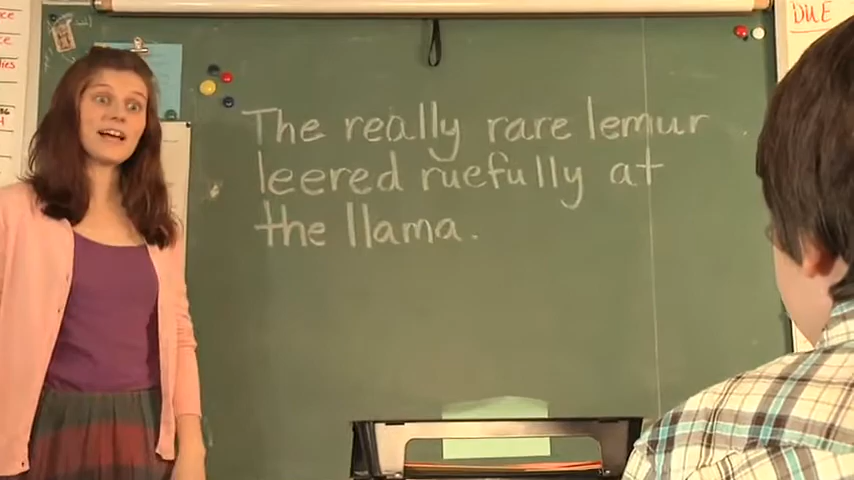 The really rare lemur
leered ruefully at
the llama.
DUE